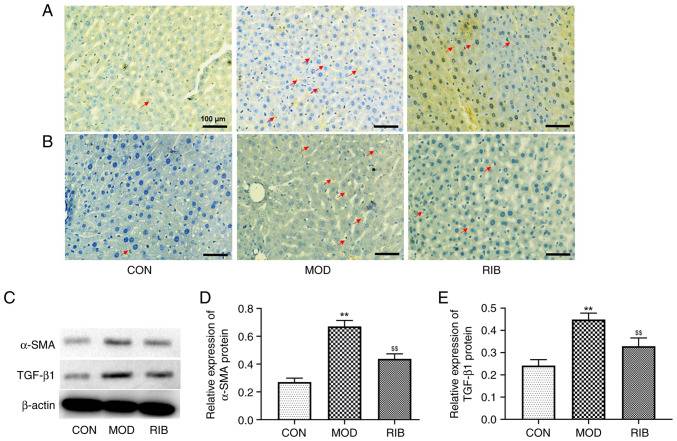 A
100 µm
B
CON MOD RIB
C
α-SMA
TGF-β1
β-actin
CON MOD RIB
D
Relative expression of
α-SMA protein
0.8
0.6
0.4
0.2
0.0
**
$$
CON MOD RIB
E
Relative expression of
TGF-β1 protein
0.5
0.4
0.3
0.2
0.1
0.0
**
$$
CON MOD RIB